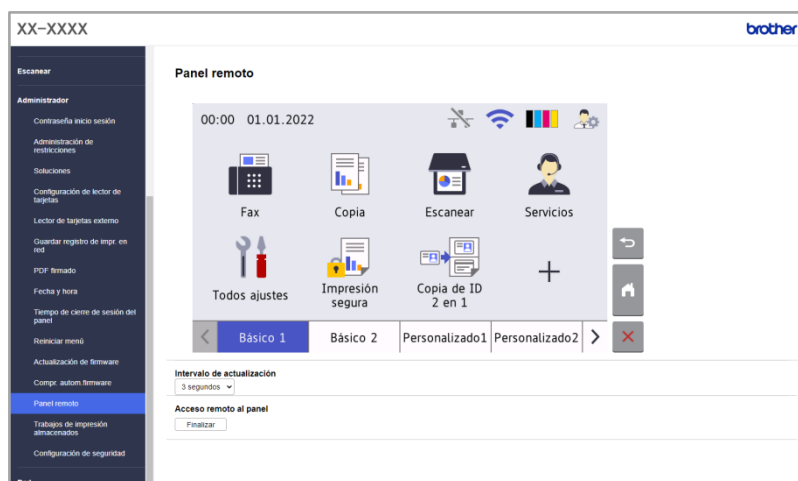 XX-XXXX
brother
Escanear
Administrador
Contraseña inicio sesión
Administración de
restricciones
Soluciones
Configuración de lector de
tarjetas
Lector de tarjetas externo
Guardar registro de impr. en
red
PDF firmado
Fecha y hora
Tiempo de cierre de sesión del
panel
Reiniciar menú
Actualización de firmware
Compr. autom.firmware
Panel remoto
Trabajos de impresión
almacenados
Configuración de seguridad
Panel remoto
00:00 01.01.2022
Fax
Copia
Escanear
Servicios
Todos ajustes
Impresión
segura
Copia de ID
2 en 1
Básico 1
Básico 2
Personalizado1
Personalizado2
Intervalo de actualización
3 segundos
Acceso remoto al panel
Finalizar